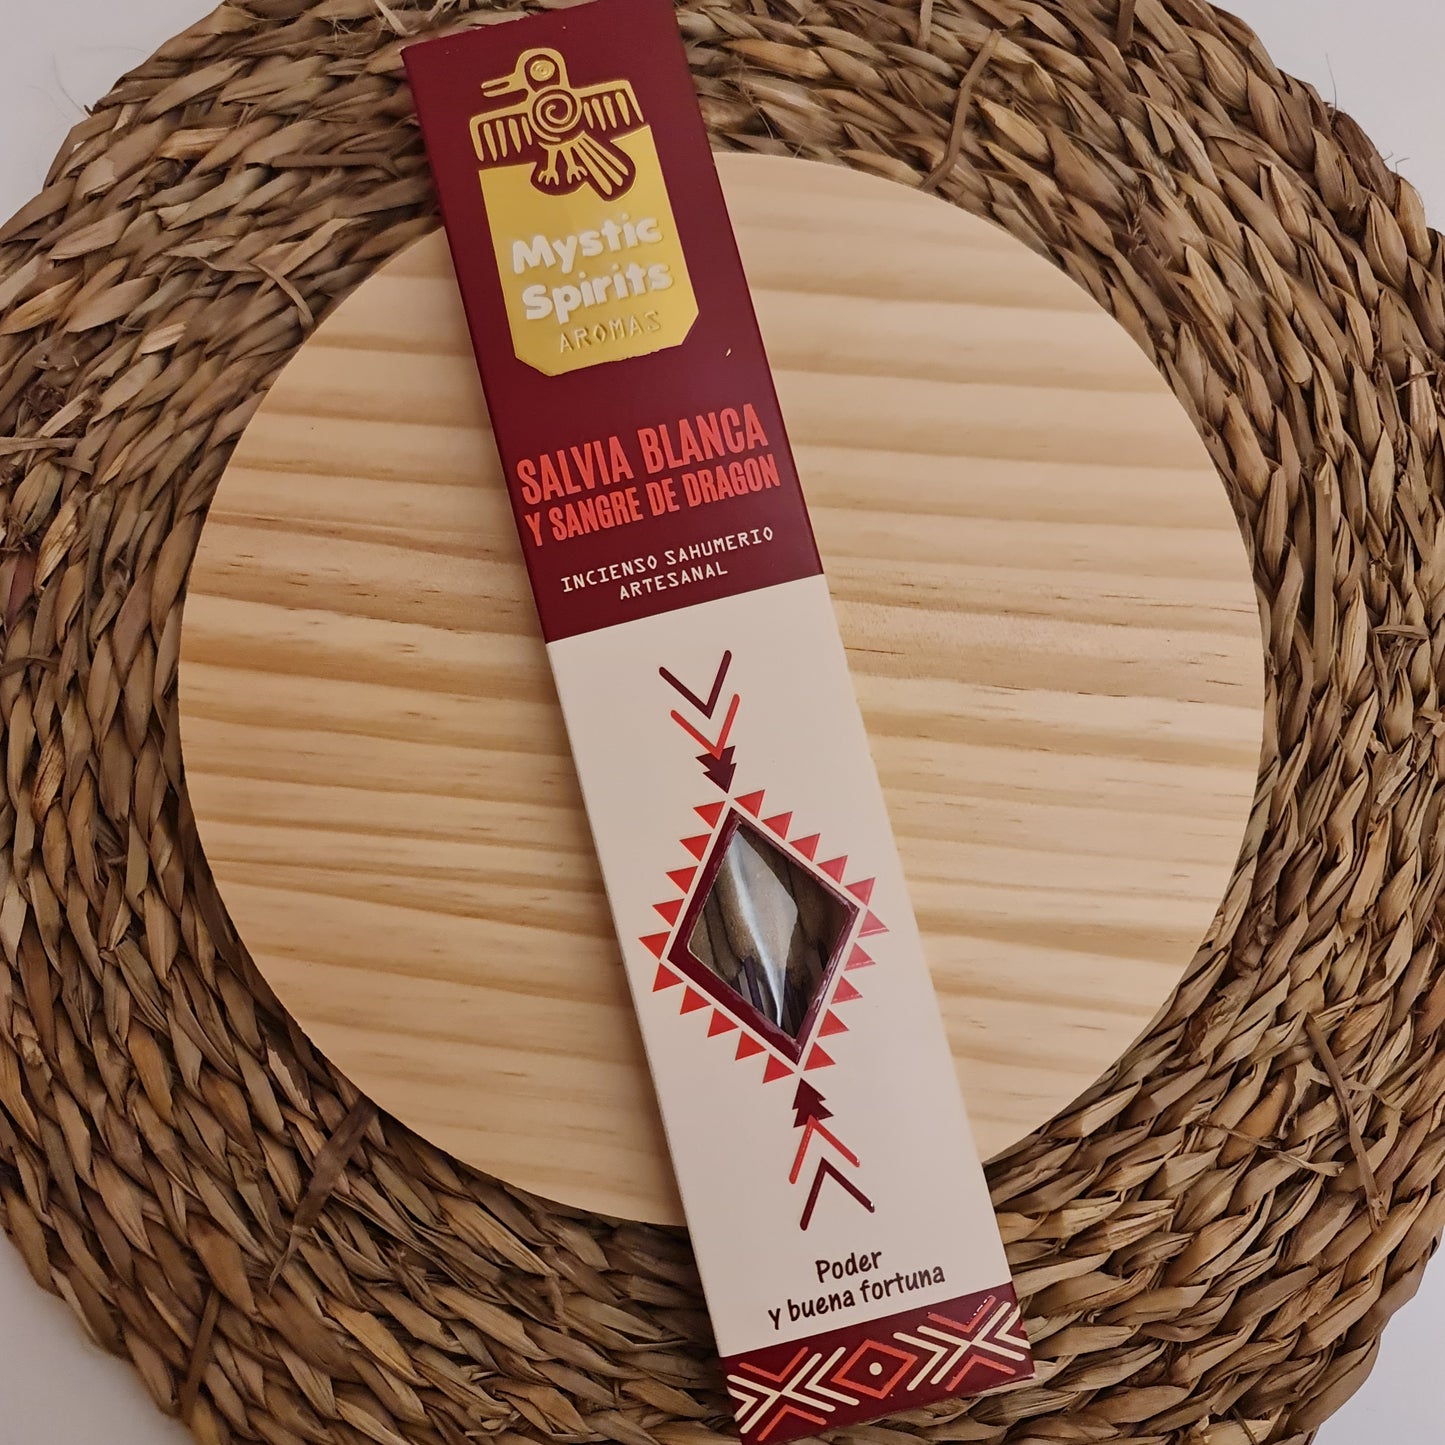 Mystic
Spirits
AROMAS
SALVIA BLANCA
Y SANGRE DE DRAGON
INCIENSO SAHUMERIO
ARTESANAL
Poder
y buena fortuna